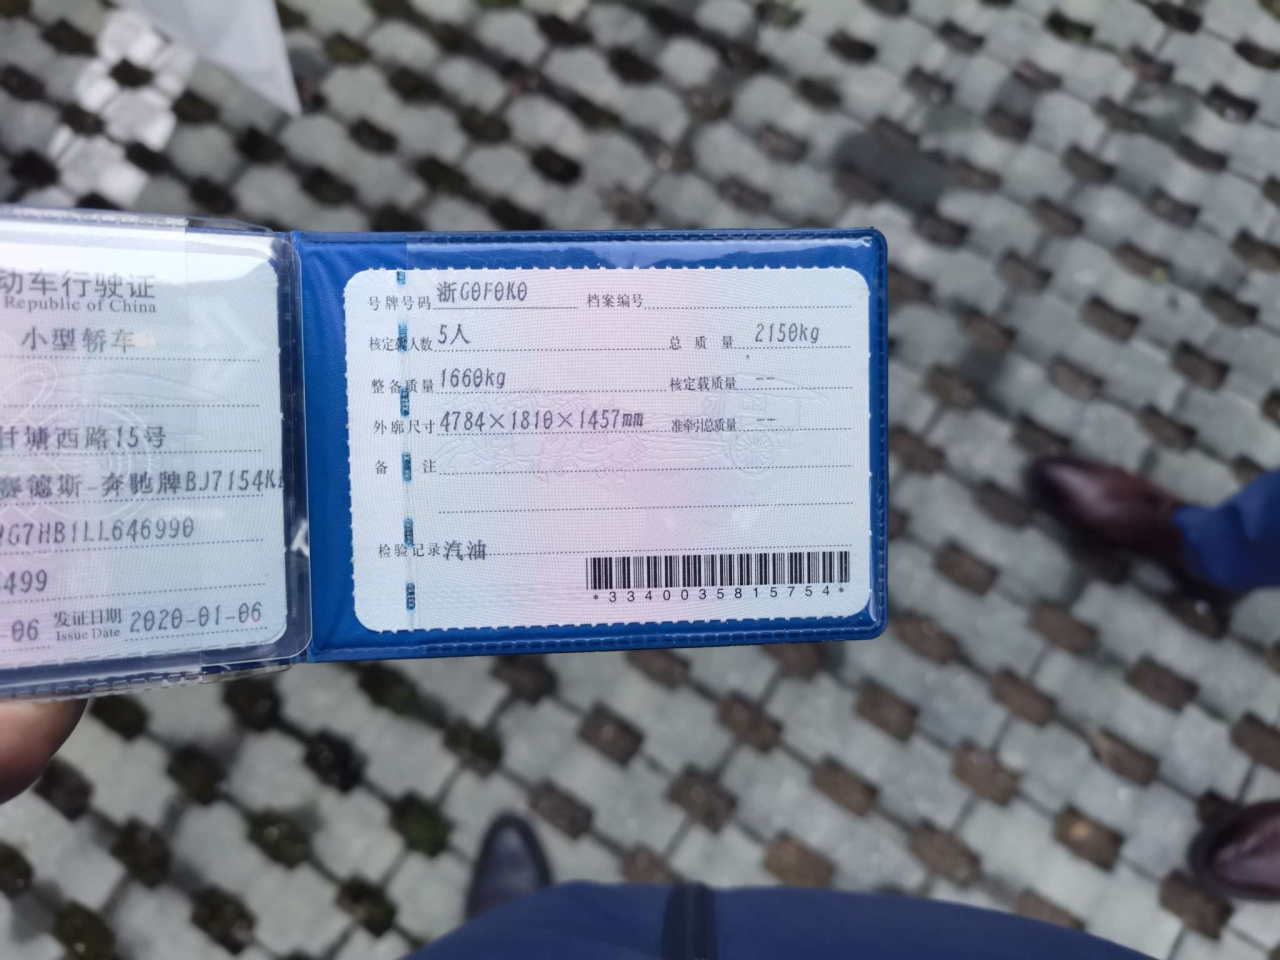 动车行驶证
Republic of China
小型轿车
甘塘西路15号
赛德斯-奔驰牌BJ7154K
G7HB1LL646990
499
-06 发证日期 2020-01-06
Issue Date
号牌号码 浙G0F0K0 档案编号
核定载人数 5人 总质量 2150kg
整备质量 1660kg 核定载质量 --
外廓尺寸 4784×1810×1457mm 准牵引总质量 --
备注
检验记录 汽油
*3340035815754*